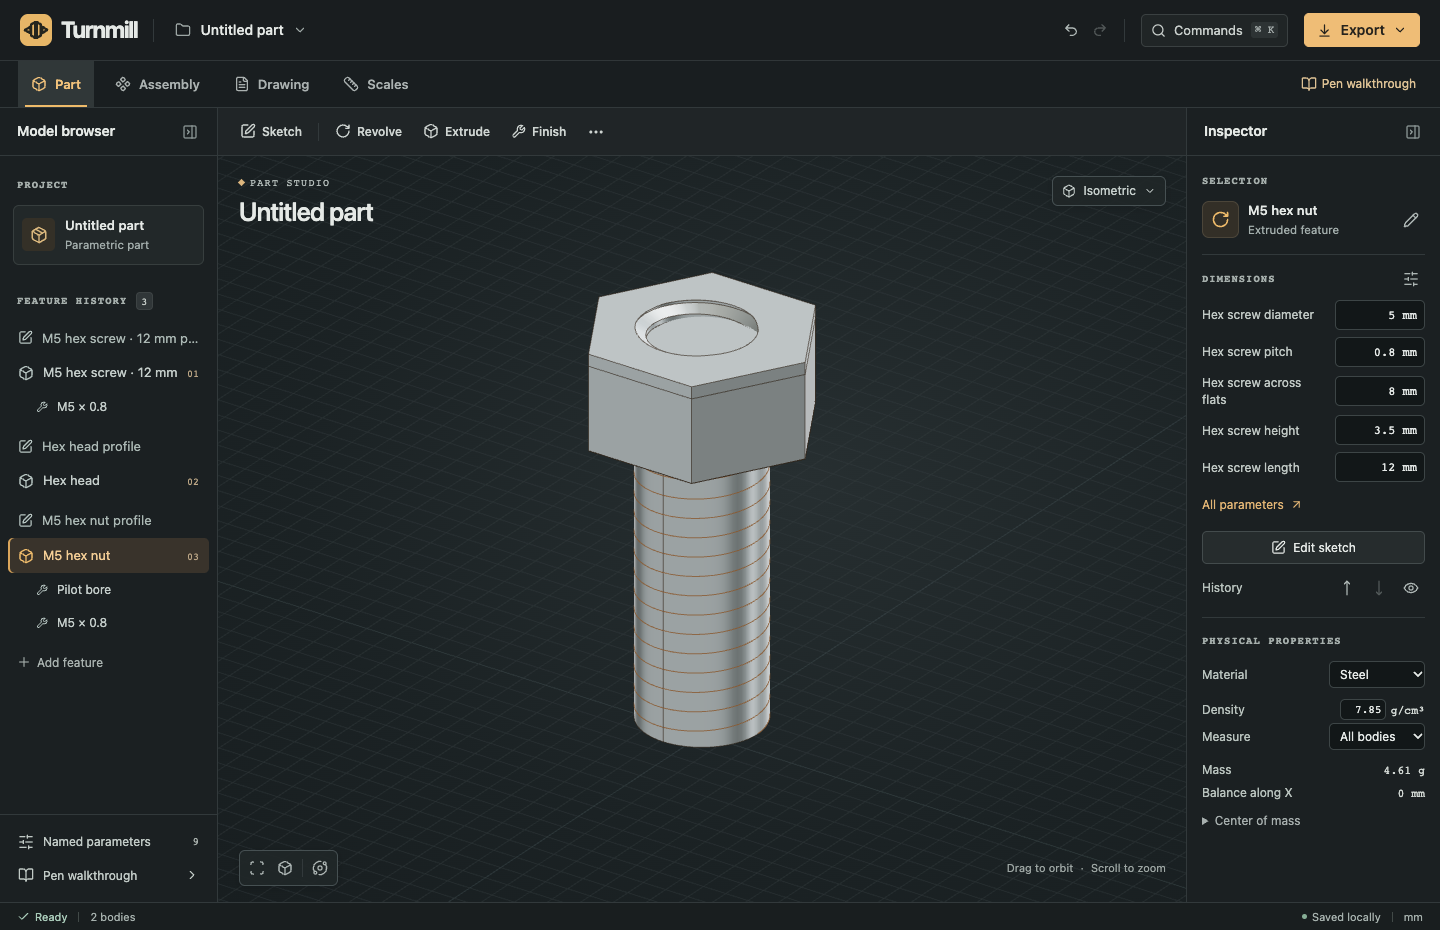 Turnmill
Untitled part
Commands ⌘ K
Export
Part
Assembly
Drawing
Scales
Pen walkthrough
Model browser
Sketch
Revolve
Extrude
Finish
Inspector
PROJECT
Untitled part
Parametric part
FEATURE HISTORY 3
M5 hex screw · 12 mm p...
M5 hex screw · 12 mm 01
M5 × 0.8
Hex head profile
Hex head 02
M5 hex nut profile
M5 hex nut 03
Pilot bore
M5 × 0.8
Add feature
Named parameters 9
Pen walkthrough
PART STUDIO
Untitled part
Isometric
Drag to orbit · Scroll to zoom
SELECTION
M5 hex nut
Extruded feature
DIMENSIONS
Hex screw diameter 5 mm
Hex screw pitch 0.8 mm
Hex screw across
flats 8 mm
Hex screw height 3.5 mm
Hex screw length 12 mm
All parameters
Edit sketch
History
PHYSICAL PROPERTIES
Material Steel
Density 7.85 g/cm³
Measure All bodies
Mass 4.61 g
Balance along X 0 mm
Center of mass
Ready
2 bodies
Saved locally
mm